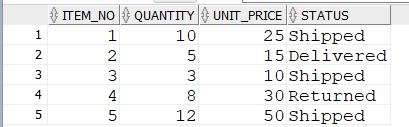 ITEM_NO QUANTITY UNIT_PRICE STATUS
1 1 10 25 Shipped
2 2 5 15 Delivered
3 3 3 10 Shipped
4 4 8 30 Returned
5 5 12 50 Shipped